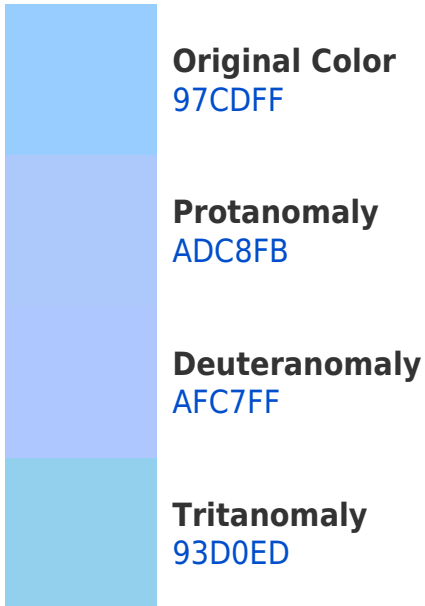 Original Color
97CDFF
Protanomaly
ADC8FB
Deuteranomaly
AFC7FF
Tritanomaly
93D0ED